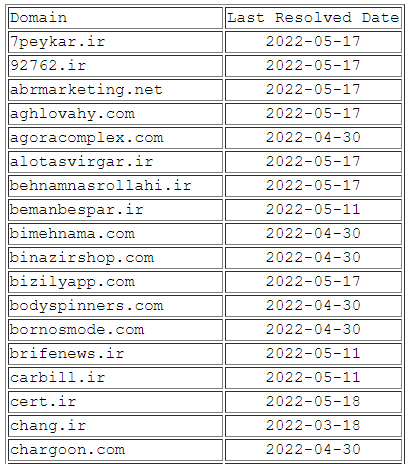 Domain Last Resolved Date
7peykar.ir 2022-05-17
92762.ir 2022-05-17
abrmarketing.net 2022-05-17
aghlovahy.com 2022-05-17
agoracomplex.com 2022-04-30
alotasvirgar.ir 2022-05-17
behnamnasrollahi.ir 2022-05-17
bemanbespar.ir 2022-05-11
bimehnama.com 2022-04-30
binazirshop.com 2022-04-30
bizilyapp.com 2022-05-17
bodyspinners.com 2022-04-30
bornosmode.com 2022-04-30
brifenews.ir 2022-05-11
carbill.ir 2022-05-11
cert.ir 2022-05-18
chang.ir 2022-03-18
chargoon.com 2022-04-30